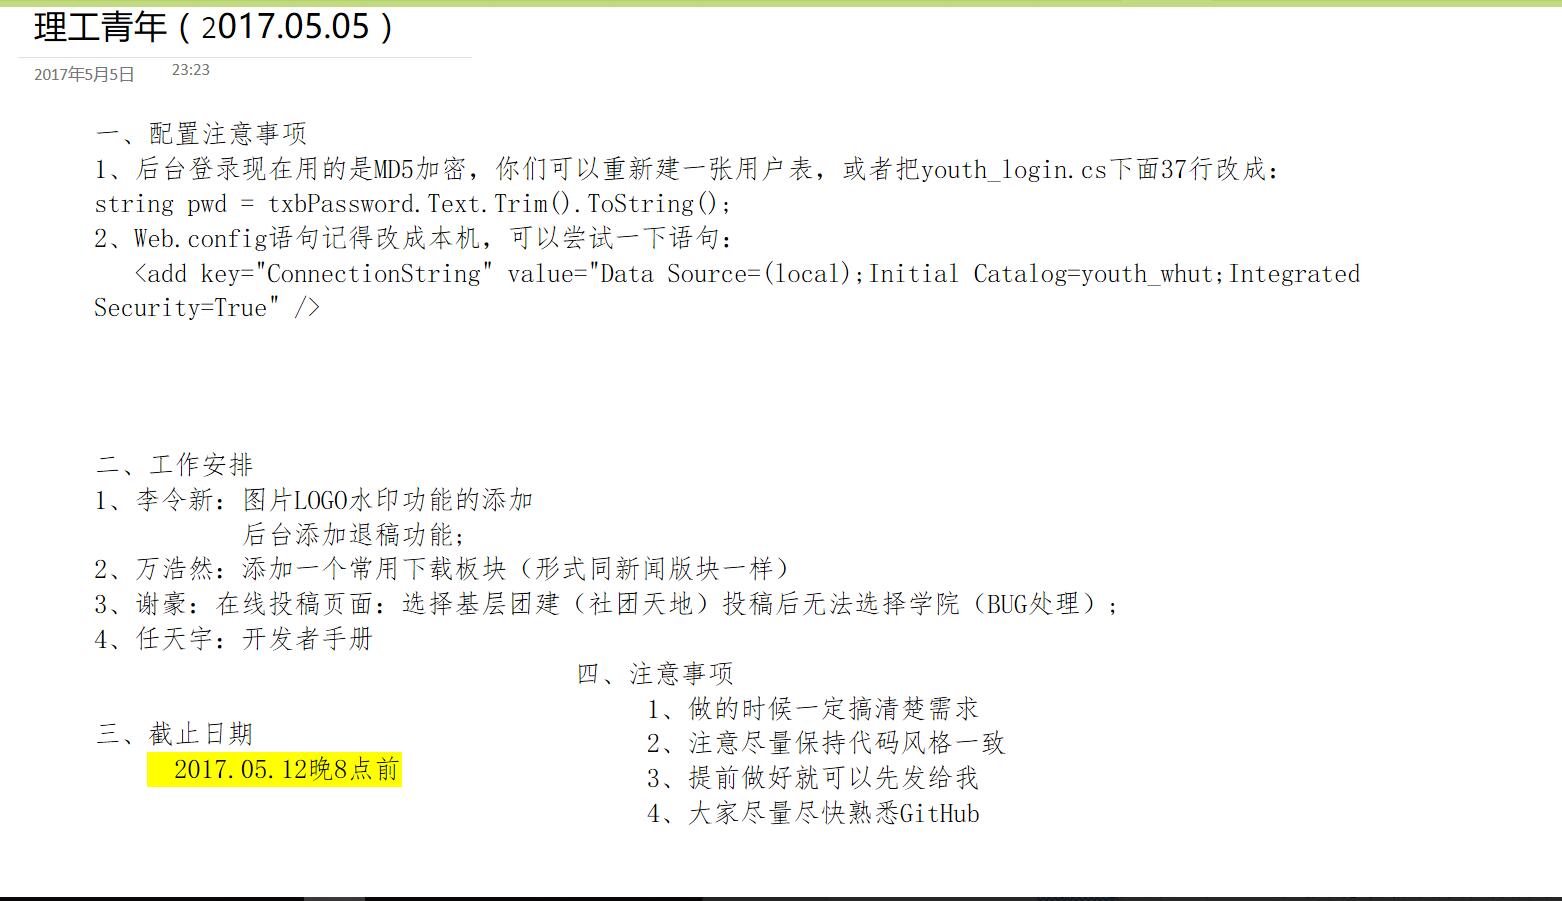 理工青年（2017.05.05）
2017年5月5日 23:23
一、配置注意事项
1、后台登录现在用的是MD5加密，你们可以重新建一张用户表，或者把youth_login.cs下面37行改成：
string pwd = txbPassword.Text.Trim().ToString();
2、Web.config语句记得改成本机，可以尝试一下语句：
<add key="ConnectionString" value="Data Source=(local);Initial Catalog=youth_whut;Integrated
Security=True" />
二、工作安排
1、李令新：图片LOGO水印功能的添加
后台添加退稿功能；
2、万浩然：添加一个常用下载板块（形式同新闻版块一样）
3、谢豪：在线投稿页面：选择基层团建（社团天地）投稿后无法选择学院（BUG处理）；
4、任天宇：开发者手册
三、截止日期
2017.05.12晚8点前
四、注意事项
1、做的时候一定搞清楚需求
2、注意尽量保持代码风格一致
3、提前做好就可以先发给我
4、大家尽量尽快熟悉GitHub